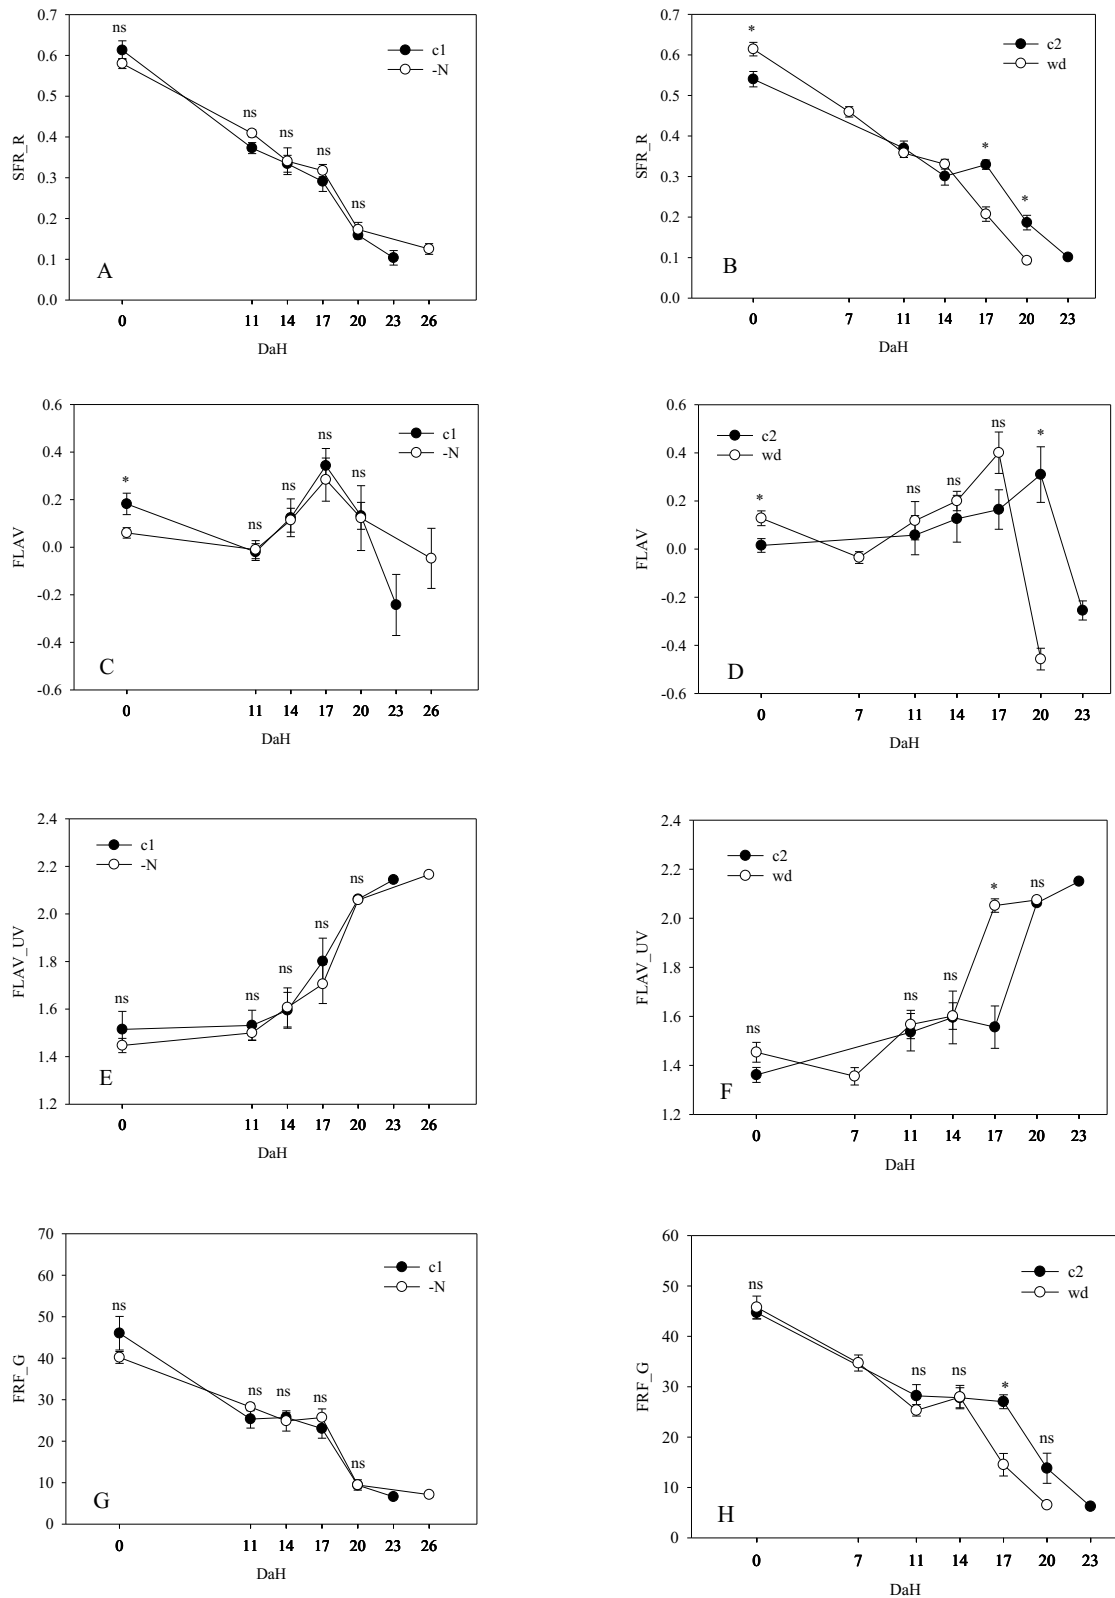 0.7
0.6
0.5
0.4
0.3
0.2
0.1
0.0
SFR_R
ns
ns
ns
ns
ns
c1
-N
A
0 11 14 17 20 23 26
DaH
0.7
0.6
0.5
0.4
0.3
0.2
0.1
0.0
SFR_R
*
*
*
c2
wd
B
0 7 11 14 17 20 23
DaH
0.6
0.4
0.2
0.0
-0.2
-0.4
-0.6
FLAV
*
ns
ns
ns
ns
c1
-N
C
0 11 14 17 20 23 26
DaH
0.6
0.4
0.2
0.0
-0.2
-0.4
-0.6
FLAV
c2
wd
*
ns
ns
ns
*
D
0 7 11 14 17 20 23
DaH
2.4
2.2
2.0
1.8
1.6
1.4
1.2
FLAV_UV
c1
-N
ns
ns
ns
ns
ns
E
0 11 14 17 20 23 26
DaH
2.4
2.2
2.0
1.8
1.6
1.4
1.2
FLAV_UV
c2
wd
ns
ns
ns
*
ns
F
0 7 11 14 17 20 23
DaH
70
60
50
40
30
20
10
0
FRF_G
c1
-N
ns
ns
ns
ns
ns
G
0 11 14 17 20 23 26
DaH
60
50
40
30
20
10
0
FRF_G
c2
wd
ns
ns
ns
*
ns
H
0 7 11 14 17 20 23
DaH